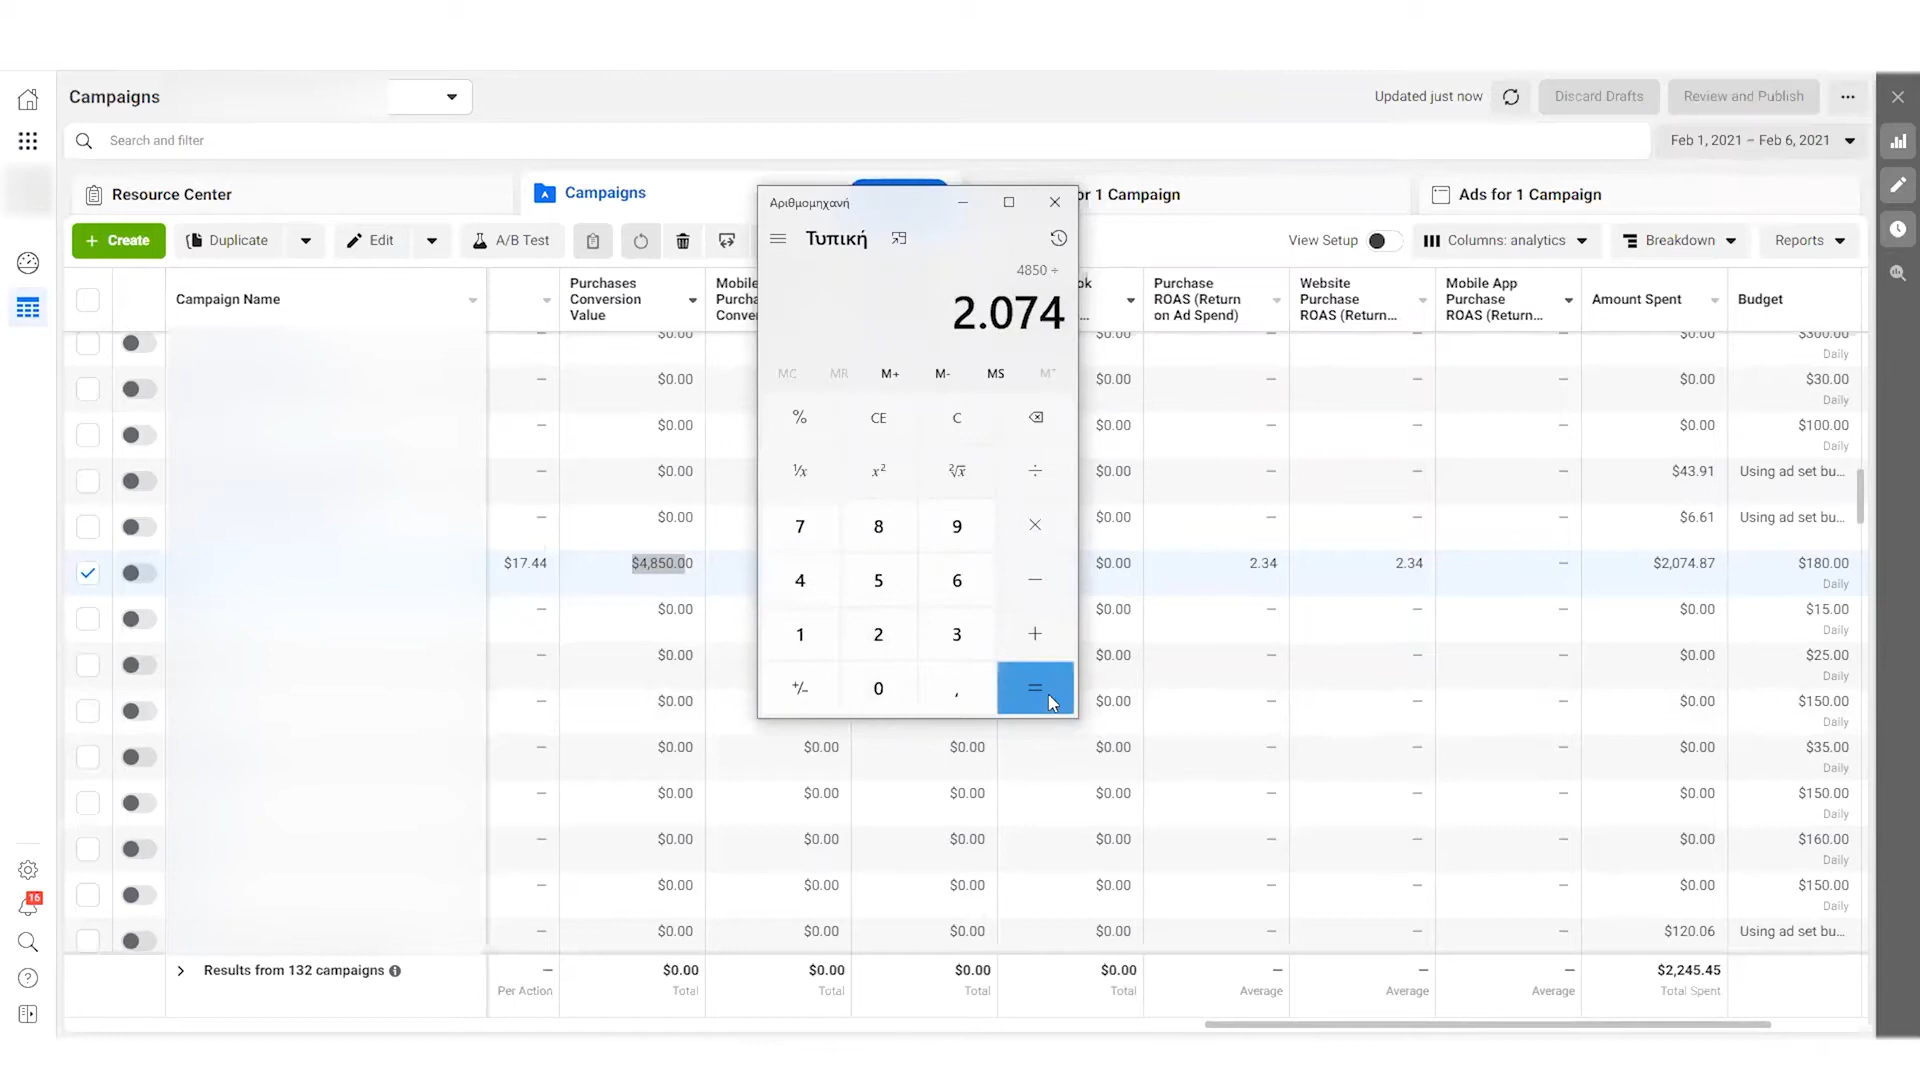 Campaigns
Updated just now
Discard Drafts
Review and Publish
Search and filter
Feb 1, 2021 – Feb 6, 2021
Resource Center
Campaigns
or 1 Campaign
Ads for 1 Campaign
+ Create
Duplicate
Edit
A/B Test
View Setup
Columns: analytics
Breakdown
Reports
Campaign Name
Purchases Conversion Value
Mobile
Purcha
Conver
ok
...
Purchase ROAS (Return on Ad Spend)
Website Purchase ROAS (Return...
Mobile App Purchase ROAS (Return...
Amount Spent
Budget
Αριθμομηχανή
Τυπική
4850 ÷
2.074
MC MR M+ M- MS M˅
% CE C
¹/x x² ²√x ÷
7 8 9 ×
4 5 6 −
1 2 3 +
+/- 0 , =
$0.00 $0.00 — — — $0.00 $300.00
Daily
— $0.00 $0.00 — — — $0.00 $30.00
Daily
— $0.00 $0.00 — — — $0.00 $100.00
Daily
— $0.00 $0.00 — — — $43.91 Using ad set bu...
— $0.00 $0.00 — — — $6.61 Using ad set bu...
$17.44 $4,850.00 $0.00 2.34 2.34 — $2,074.87 $180.00
Daily
— $0.00 $0.00 — — — $0.00 $15.00
Daily
— $0.00 $0.00 — — — $0.00 $25.00
Daily
— $0.00 $0.00 — — — $0.00 $150.00
Daily
— $0.00 $0.00 $0.00 $0.00 — — — $0.00 $35.00
Daily
— $0.00 $0.00 $0.00 $0.00 — — — $0.00 $150.00
Daily
— $0.00 $0.00 $0.00 $0.00 — — — $0.00 $160.00
Daily
— $0.00 $0.00 $0.00 $0.00 — — — $0.00 $150.00
Daily
— $0.00 $0.00 $0.00 $0.00 — — — $120.06 Using ad set bu...
Results from 132 campaigns — $0.00 $0.00 $0.00 $0.00 — — — $2,245.45
Per Action Total Total Total Total Average Average Average Total Spent
16